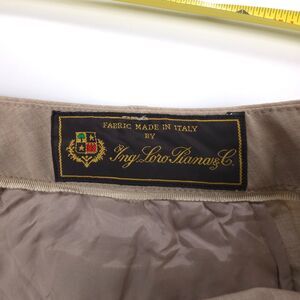 FABRIC MADE IN ITALY
BY
Ing. Loro Piana & C.